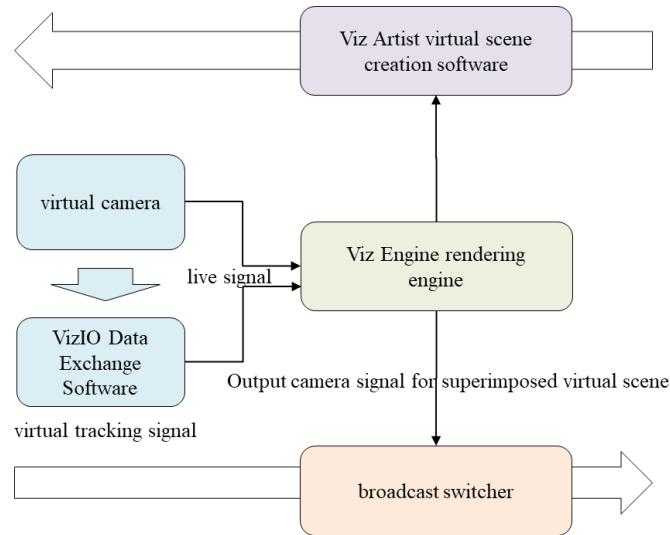 Viz Artist virtual scene
creation software
virtual camera
live signal
Viz Engine rendering
engine
VizIO Data
Exchange
Software
Output camera signal for superimposed virtual scene
virtual tracking signal
broadcast switcher